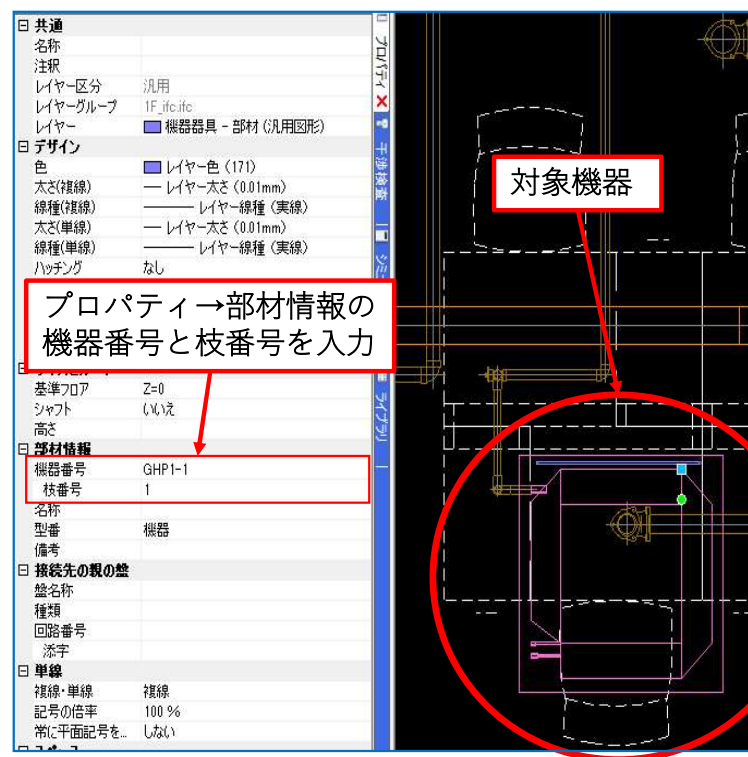 共通
名称
注釈
レイヤー区分 汎用
レイヤーグループ 1F_ifc.ifc
レイヤー 機器器具 - 部材 (汎用図形)
デザイン
色 レイヤー色 (171)
太さ(複線) レイヤー太さ (0.01mm)
線種(複線) レイヤー線種 (実線)
太さ(単線) レイヤー太さ (0.01mm)
線種(単線) レイヤー線種 (実線)
ハッチング なし
プロパティ→部材情報の
機器番号と枝番号を入力
基準フロア Z=0
シャフト いいえ
高さ
部材情報
機器番号 GHP1-1
枝番号 1
名称
型番 機器
備考
接続先の親の盤
盤名称
種類
回路番号
添字
単線
複線・単線 複線
記号の倍率 100 %
常に平面記号を... しない
プロパティ
干渉検査
ライブラリ
対象機器